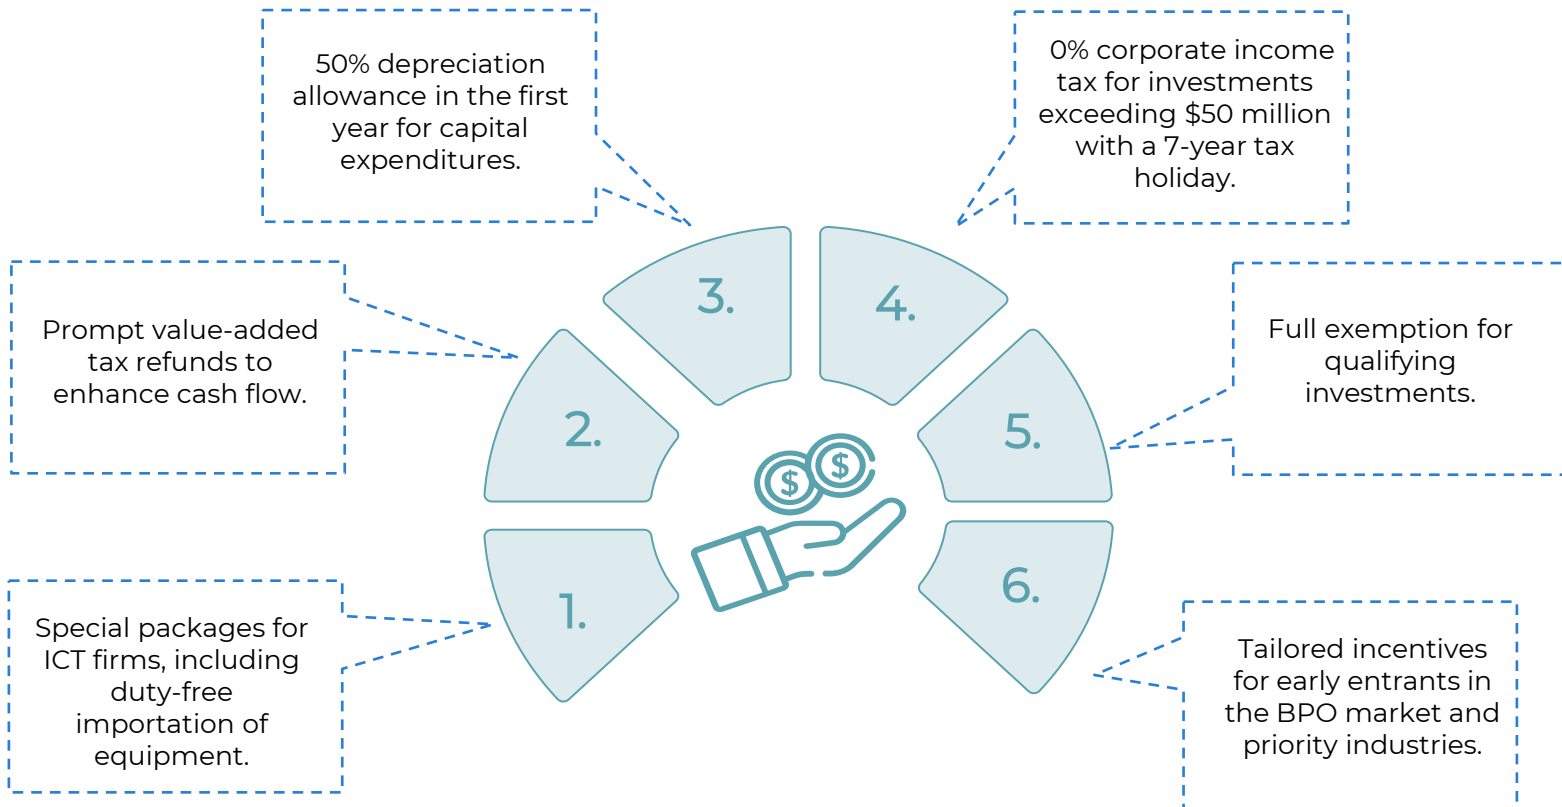 50% depreciation
allowance in the first
year for capital
expenditures.
0% corporate income
tax for investments
exceeding $50 million
with a 7-year tax
holiday.
Prompt value-added
tax refunds to
enhance cash flow.
Full exemption for
qualifying
investments.
Special packages for
ICT firms, including
duty-free
importation of
equipment.
Tailored incentives
for early entrants in
the BPO market and
priority industries.
1.
2.
3.
4.
5.
6.
$
$